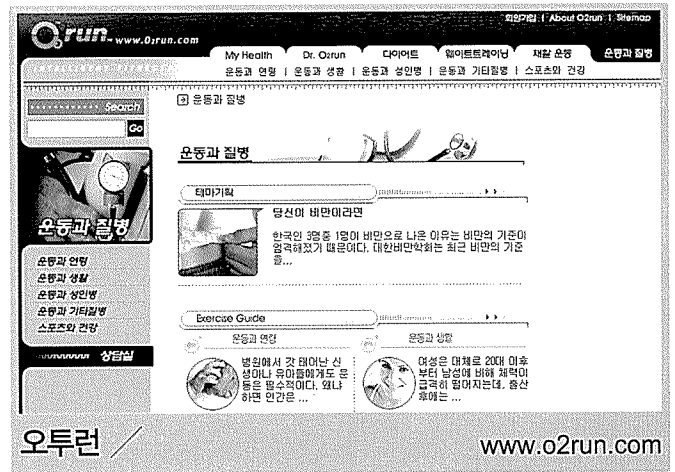 회원가입 | About O2run | Sitemap
O2run www.O2run.com
My Health Dr. O2run 다이어트 웨이트트레이닝 재활 운동 운동과 질병
운동과 연령 | 운동과 생활 | 운동과 성인병 | 운동과 기타질병 | 스포츠와 건강
Search
Go
운동과 질병
운동과 질병
운동과 연령
운동과 생활
운동과 성인병
운동과 기타질병
스포츠와 건강
상담실
운동과 질병
테마기획
당신이 비만이라면
한국인 3명중 1명이 비만으로 나온 이유는 비만의 기준이
엄격해졌기 때문이다. 대한비만학회는 최근 비만의 기준
을...
Exercise Guide
운동과 연령
병원에서 갓 태어난 신
생아나 유아들에게도 운
동은 필수적이다. 왜냐
하면 인간은 ...
운동과 생활
여성은 대체로 20대 이후
부터 남성에 비해 체력이
급격히 떨어지는데, 출산
후에는 ...
오투런
www.o2run.com